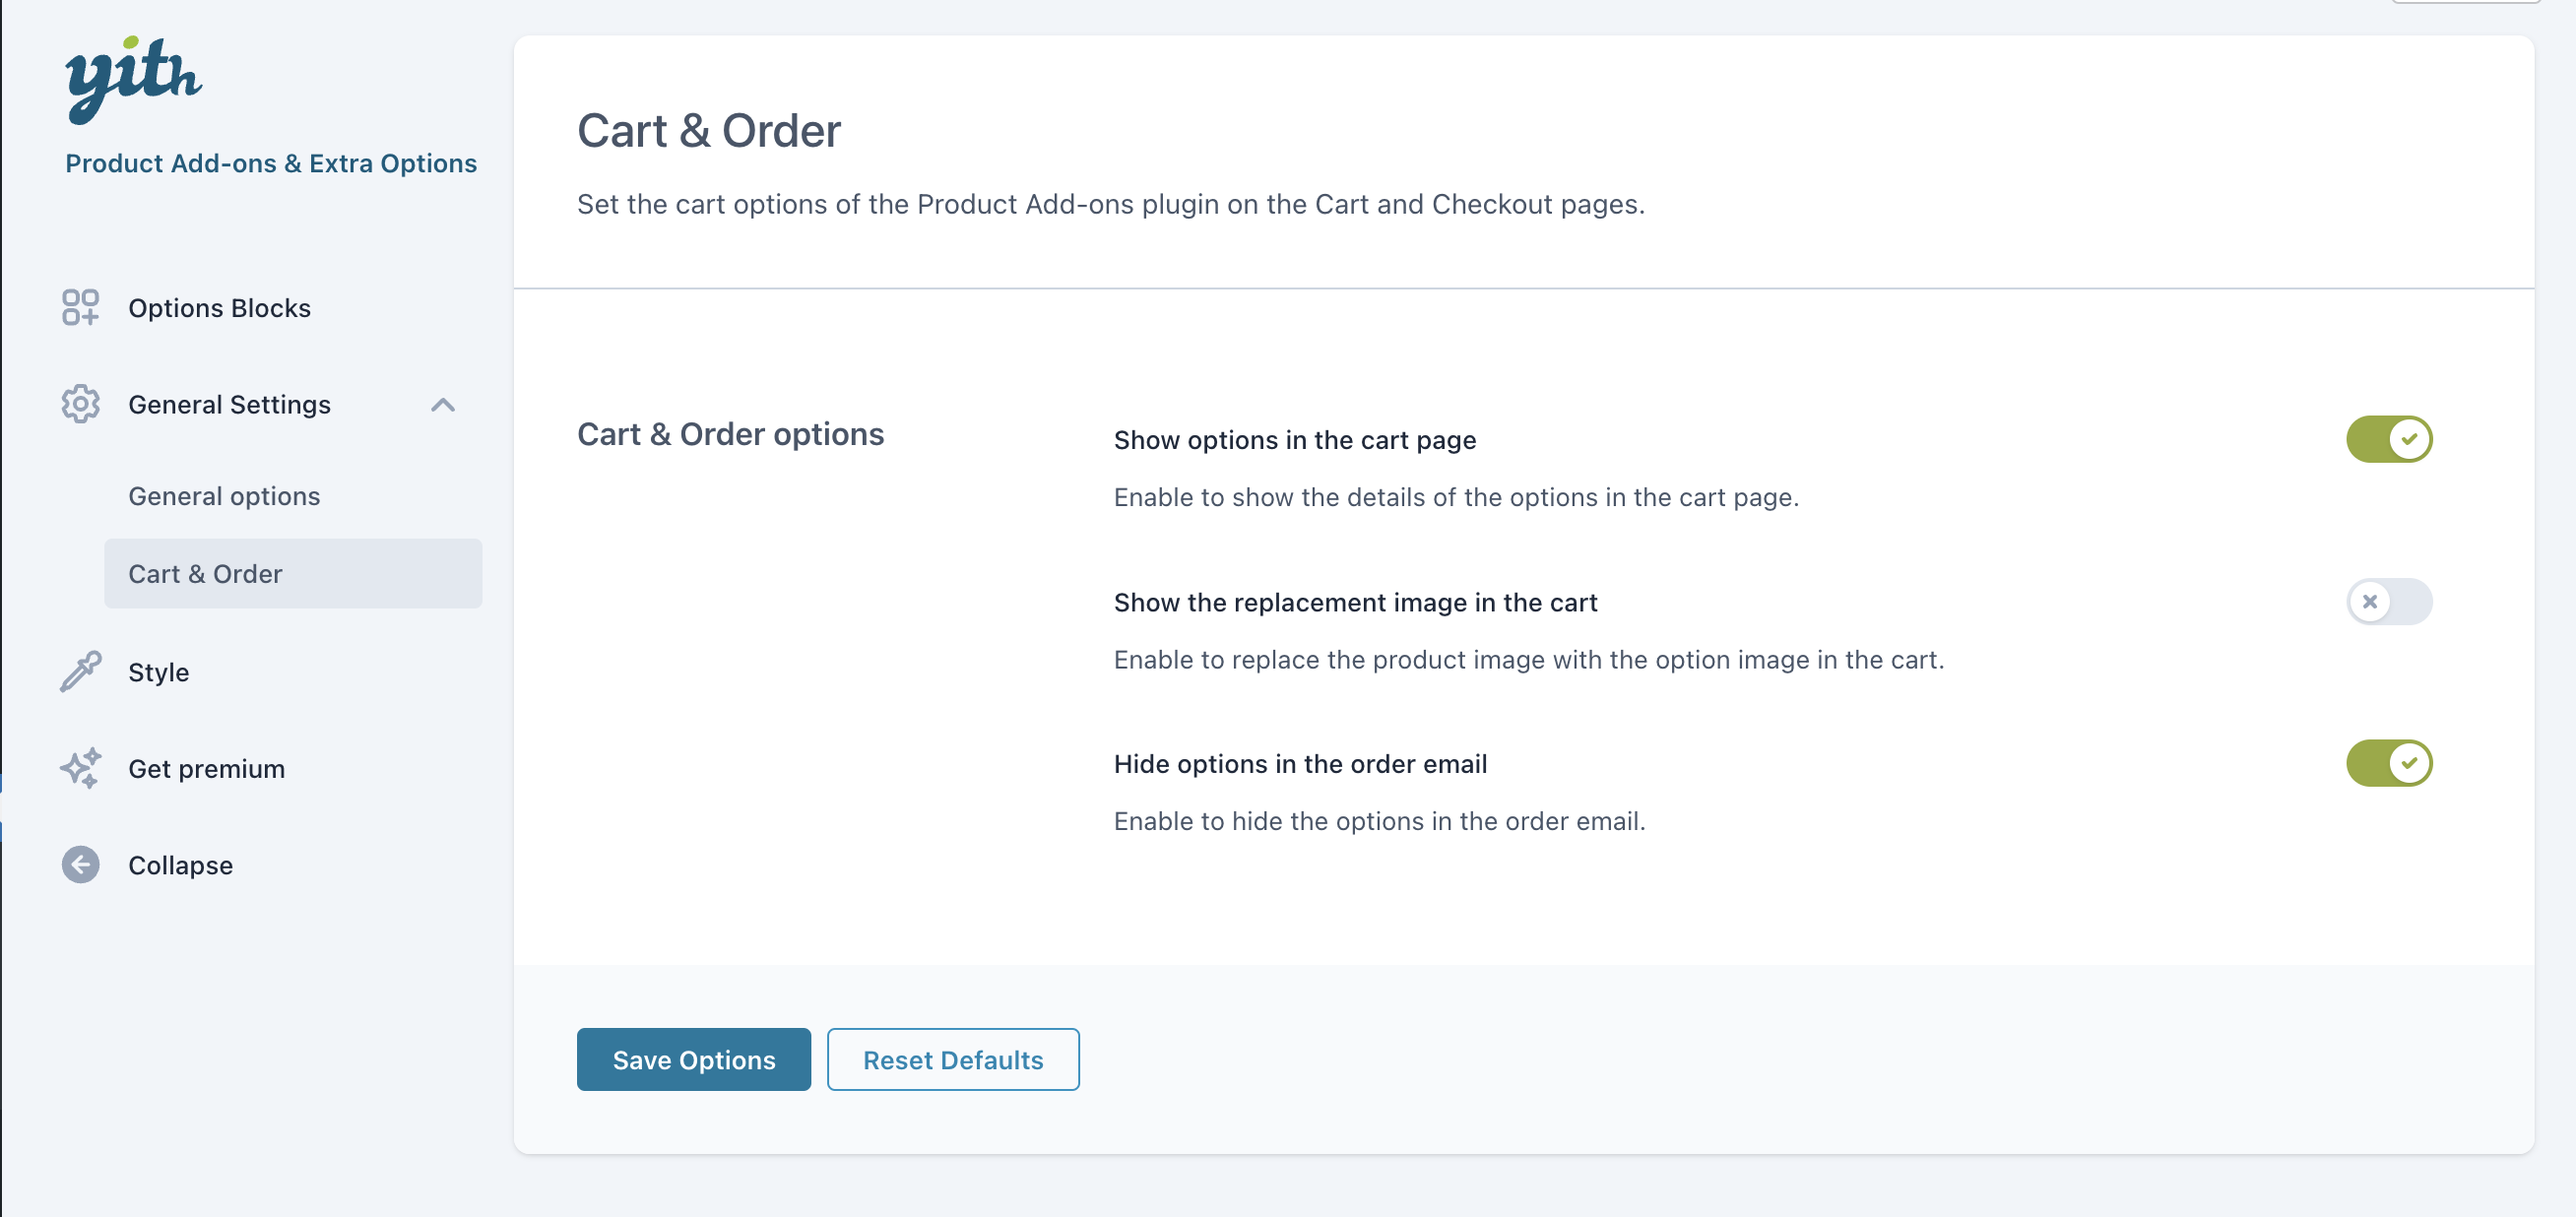 yith
Product Add-ons & Extra Options
Options Blocks
General Settings
General options
Cart & Order
Style
Get premium
Collapse
Cart & Order
Set the cart options of the Product Add-ons plugin on the Cart and Checkout pages.
Cart & Order options
Show options in the cart page
Enable to show the details of the options in the cart page.
Show the replacement image in the cart
Enable to replace the product image with the option image in the cart.
Hide options in the order email
Enable to hide the options in the order email.
Save Options
Reset Defaults